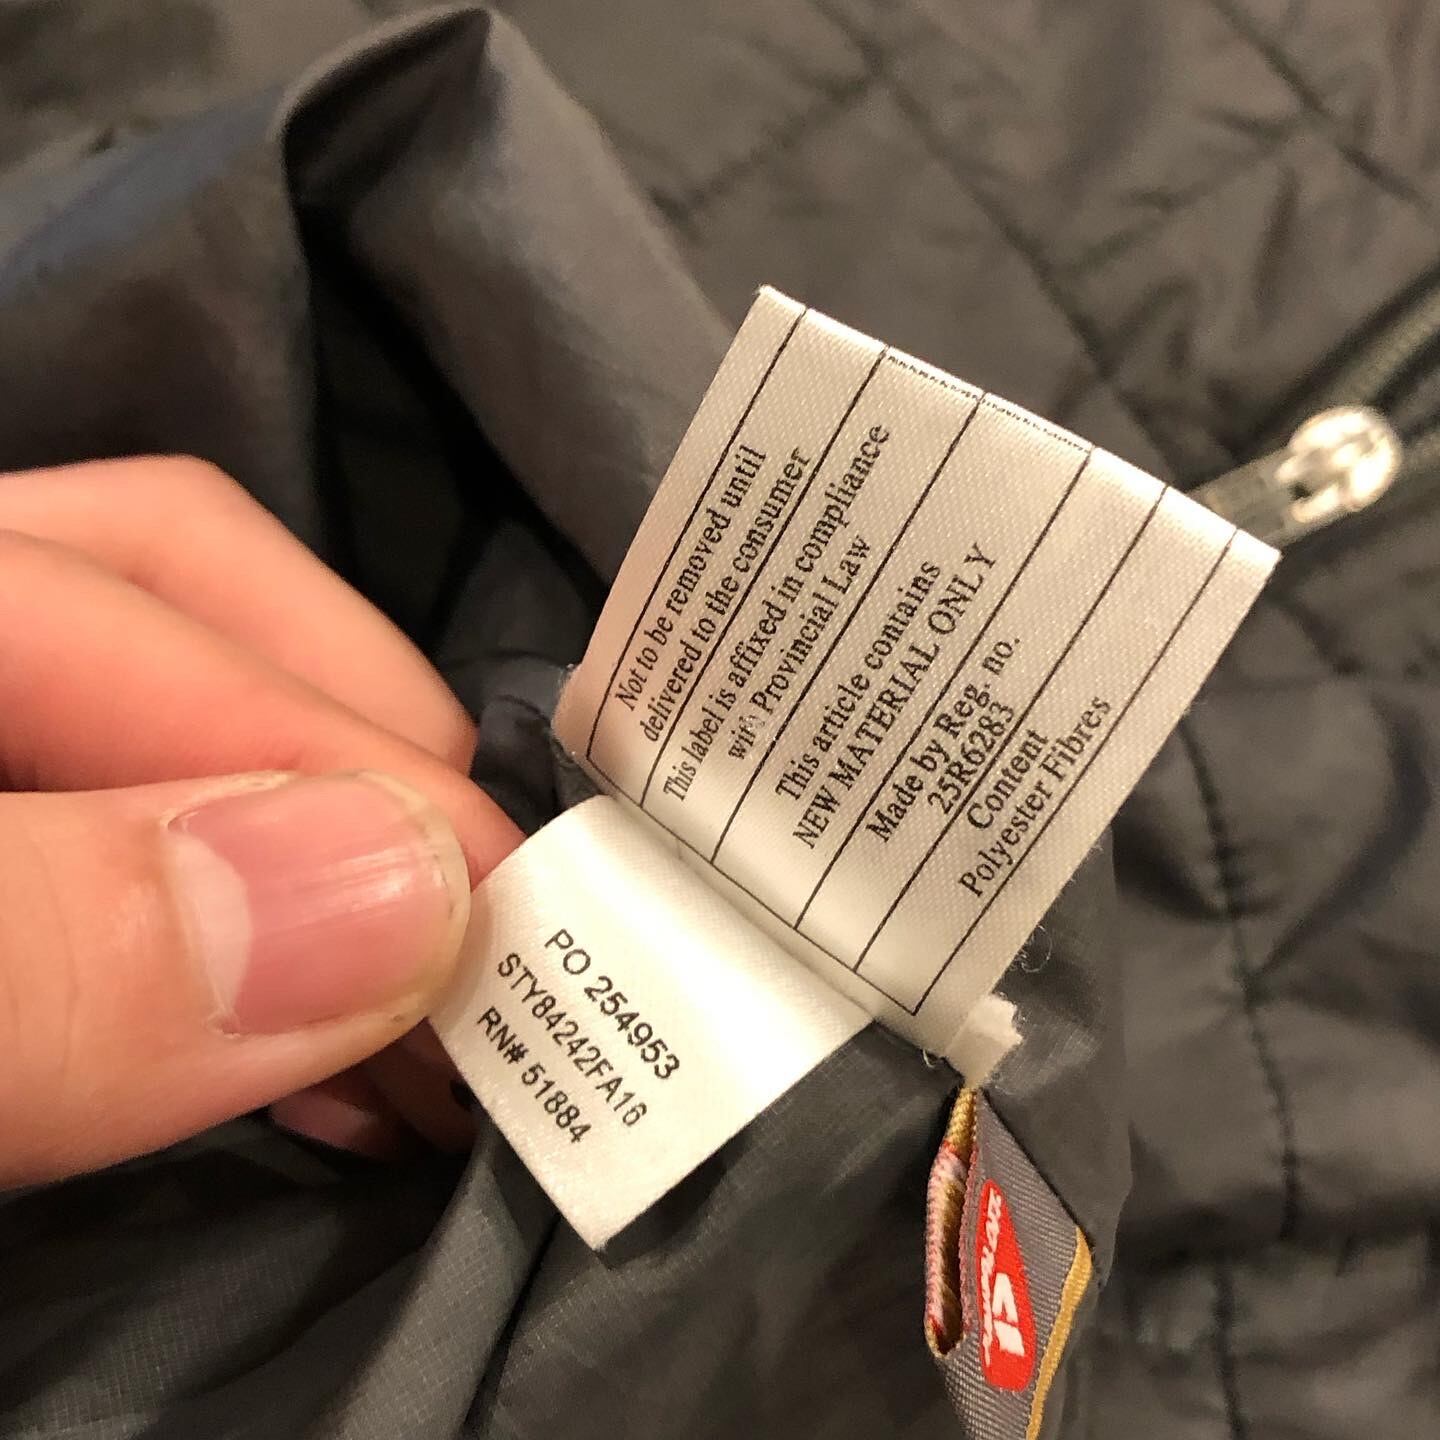 Not to be removed until
delivered to the consumer
This label is affixed in compliance
with Provincial Law
This article contains
NEW MATERIAL ONLY
Made by Reg. no.
25R6283
Content
Polyester Fibres
PO 254953
STY84242FA16
RN# 51884